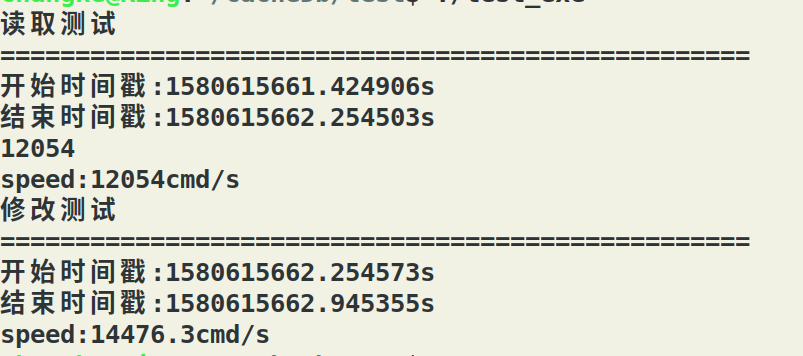 读取测试
==================================================
开始时间戳:1580615661.424906s
结束时间戳:1580615662.254503s
12054
speed:12054cmd/s
修改测试
==================================================
开始时间戳:1580615662.254573s
结束时间戳:1580615662.945355s
speed:14476.3cmd/s